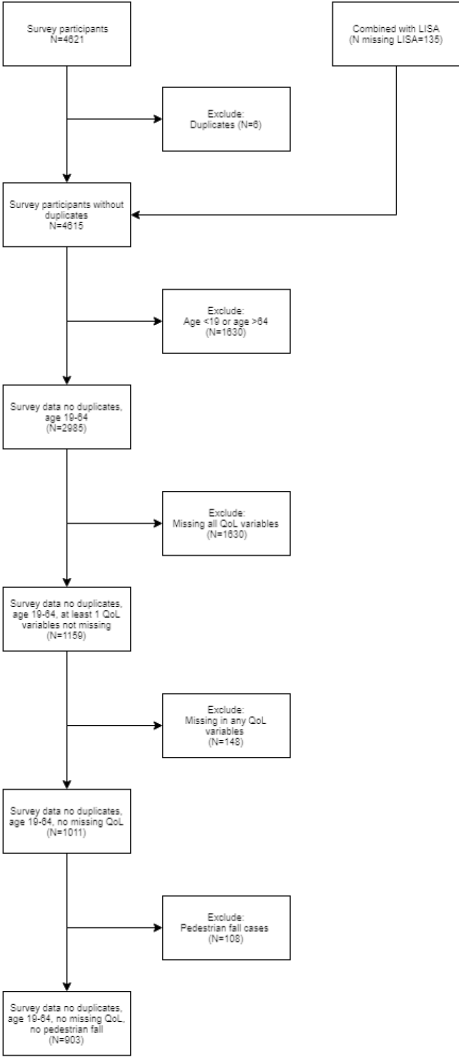 Survey participants
N=4621
Combined with LISA
(N missing LISA=135)
Exclude:
Duplicates (N=6)
Survey participants without
duplicates
N=4615
Exclude:
Age <19 or age >64
(N=1630)
Survey data no duplicates,
age 19-64
(N=2985)
Exclude:
Missing all QoL variables
(N=1630)
Survey data no duplicates,
age 19-64, at least 1 QoL
variables not missing
(N=1159)
Exclude:
Missing in any QoL
variables
(N=148)
Survey data no duplicates,
age 19-64, no missing QoL
(N=1011)
Exclude:
Pedestrian fall cases
(N=108)
Survey data no duplicates,
age 19-64, no missing QoL,
no pedestrian fall
(N=903)